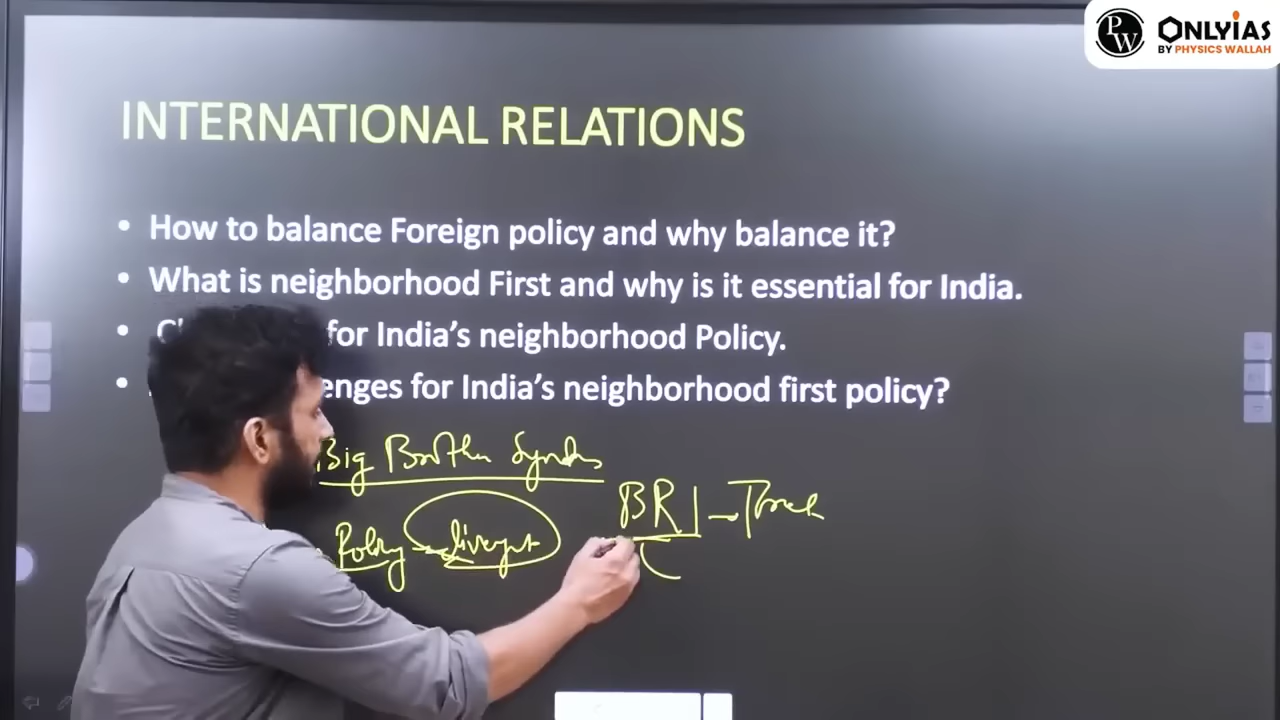 PW ONLYIAS
BY PHYSICS WALLAH
INTERNATIONAL RELATIONS
• How to balance Foreign policy and why balance it?
• What is neighborhood First and why is it essential for India.
• for India's neighborhood Policy.
• enges for India's neighborhood first policy?
Big
BRI
Policy